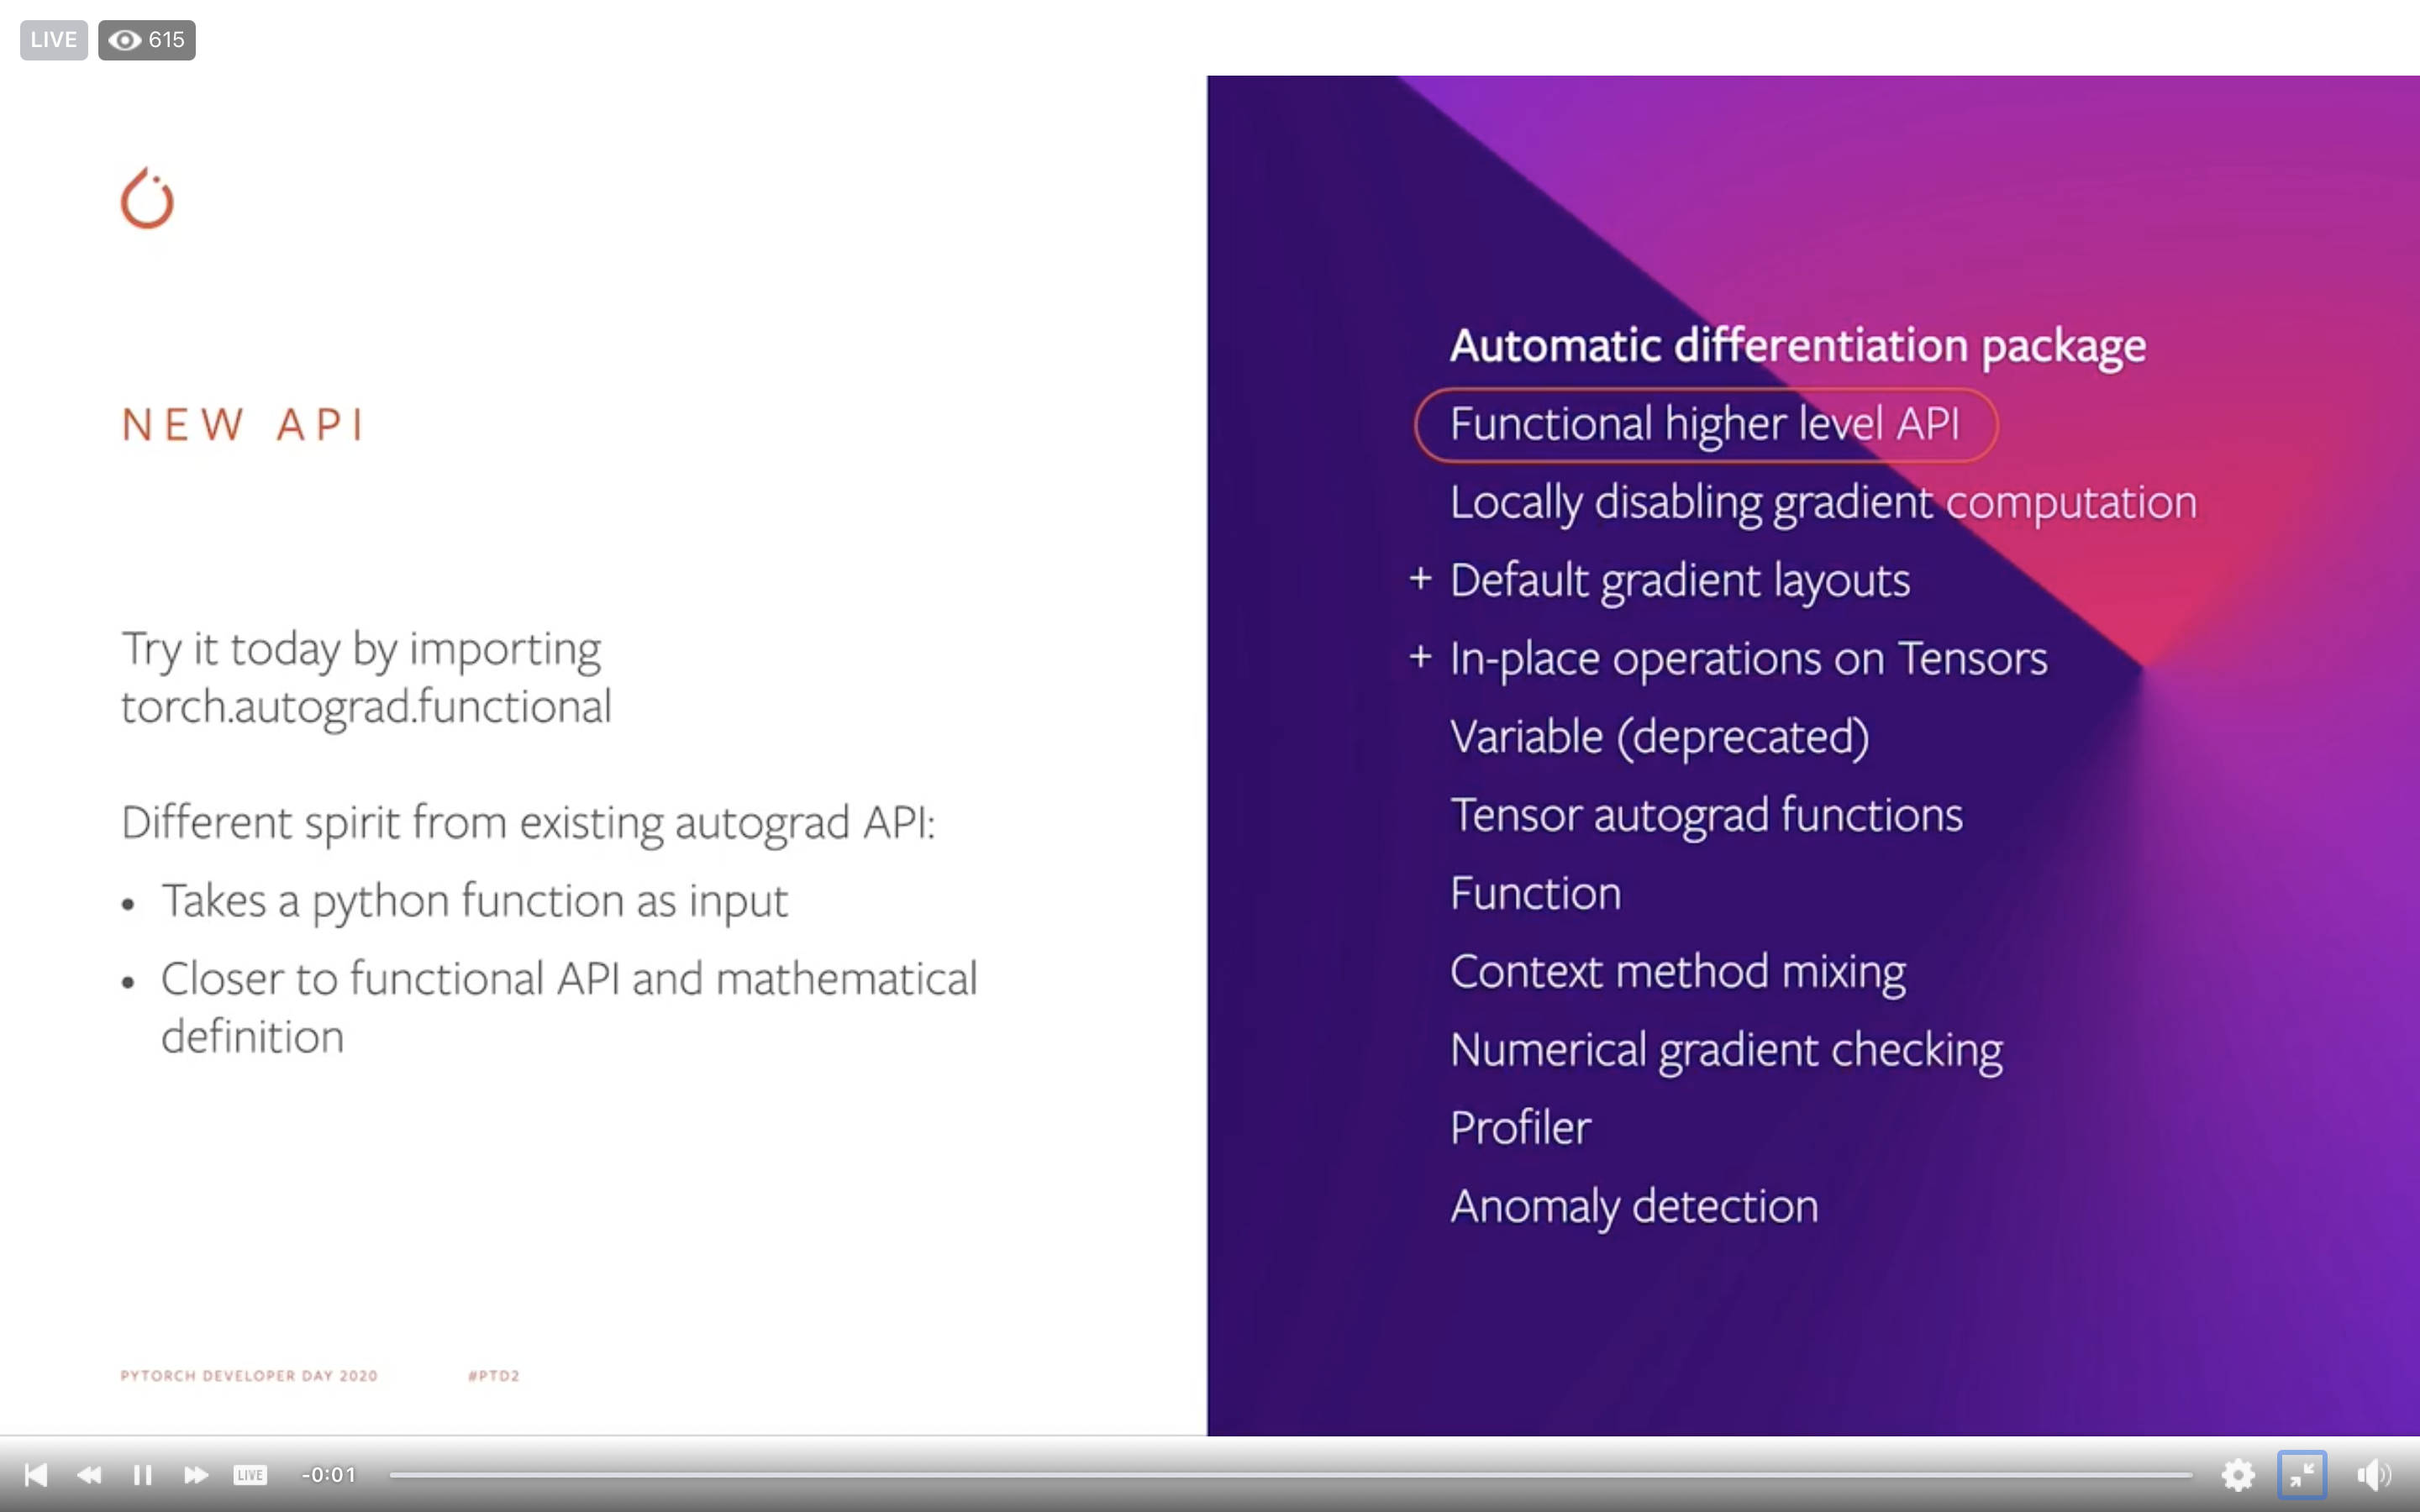 LIVE 615
NEW API
Try it today by importing
torch.autograd.functional
Different spirit from existing autograd API:
• Takes a python function as input
• Closer to functional API and mathematical
definition
PYTORCH DEVELOPER DAY 2020 #PTD2
Automatic differentiation package
Functional higher level API
Locally disabling gradient computation
+ Default gradient layouts
+ In-place operations on Tensors
Variable (deprecated)
Tensor autograd functions
Function
Context method mixing
Numerical gradient checking
Profiler
Anomaly detection
LIVE -0:01